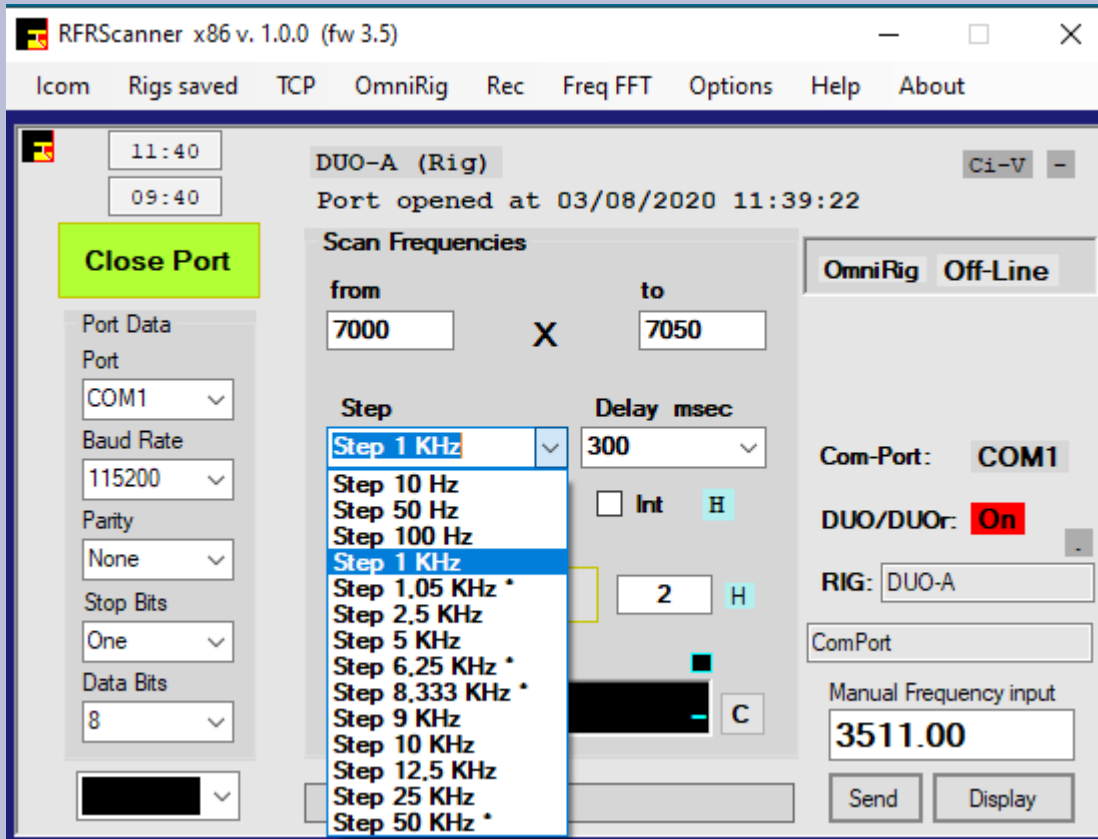 RFRScanner x86 v. 1.0.0 (fw 3.5)
Icom Rigs saved TCP OmniRig Rec Freq FFT Options Help About
11:40
09:40
DUO-A (Rig)
Ci-V -
Port opened at 03/08/2020 11:39:22
Close Port
Port Data
Port
COM1
Baud Rate
115200
Parity
None
Stop Bits
One
Data Bits
8
Scan Frequencies
from to
7000 X 7050
Step Delay msec
Step 1 KHz 300
Step 10 Hz
Step 50 Hz
Step 100 Hz
Step 1 KHz
Step 1,05 KHz *
Step 2,5 KHz
Step 5 KHz
Step 6,25 KHz *
Step 8,333 KHz *
Step 9 KHz
Step 10 KHz
Step 12,5 KHz
Step 25 KHz
Step 50 KHz *
Int H
2 H
– C
OmniRig Off-Line
Com-Port: COM1
DUO/DUOr: On
.
RIG: DUO-A
ComPort
Manual Frequency input
3511.00
Send Display